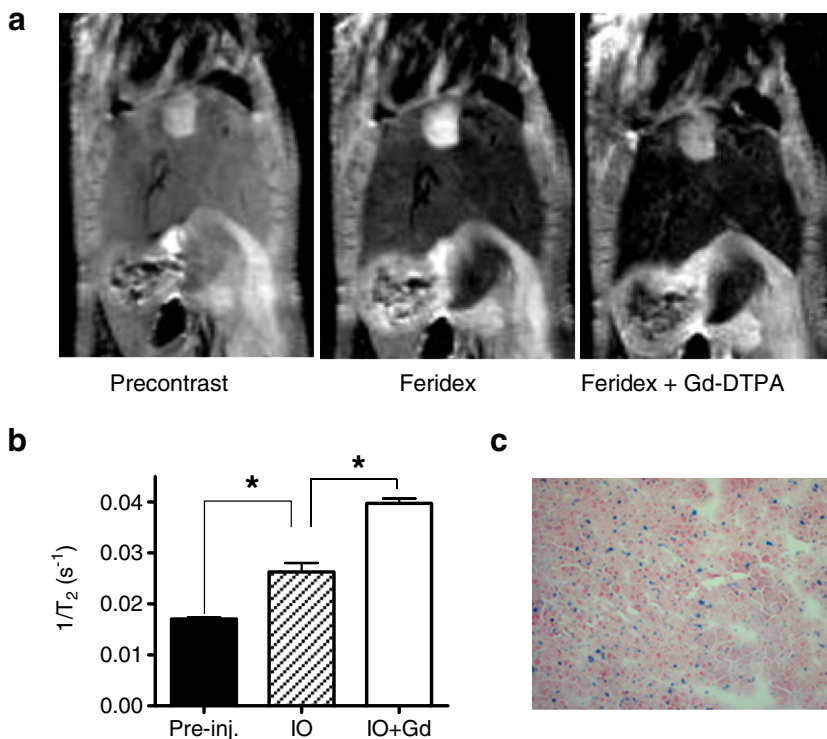 a
Precontrast
Feridex
Feridex + Gd-DTPA
b
c
*
*
1/T2 (s-1)
0.04
0.03
0.02
0.01
0.00
Pre-inj.
IO
IO+Gd